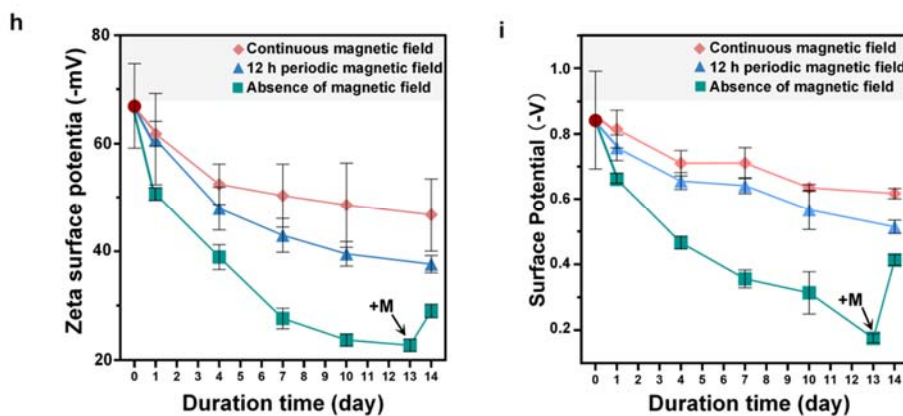 h
Continuous magnetic field
12 h periodic magnetic field
Absence of magnetic field
Zeta surface potentia (-mV)
80
60
40
20
+M
0 1 2 3 4 5 6 7 8 9 10 11 12 13 14
Duration time (day)
i
Continuous magnetic field
12 h periodic magnetic field
Absence of magnetic field
Surface Potential (-V)
1.0
0.8
0.6
0.4
0.2
+M
0 1 2 3 4 5 6 7 8 9 10 11 12 13 14
Duration time (day)